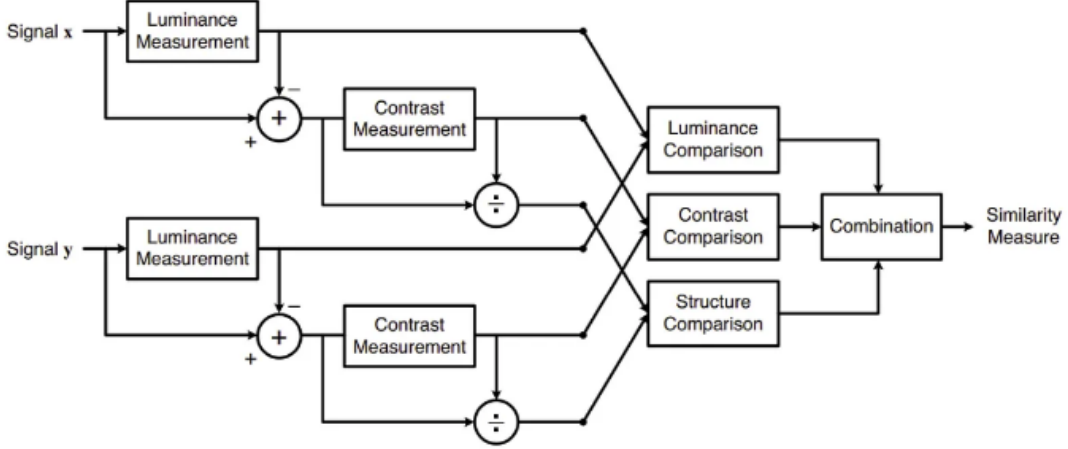 Signal x
Luminance
Measurement
−
+
+
Contrast
Measurement
÷
Signal y
Luminance
Measurement
−
+
+
Contrast
Measurement
÷
Luminance
Comparison
Contrast
Comparison
Structure
Comparison
Combination
Similarity
Measure